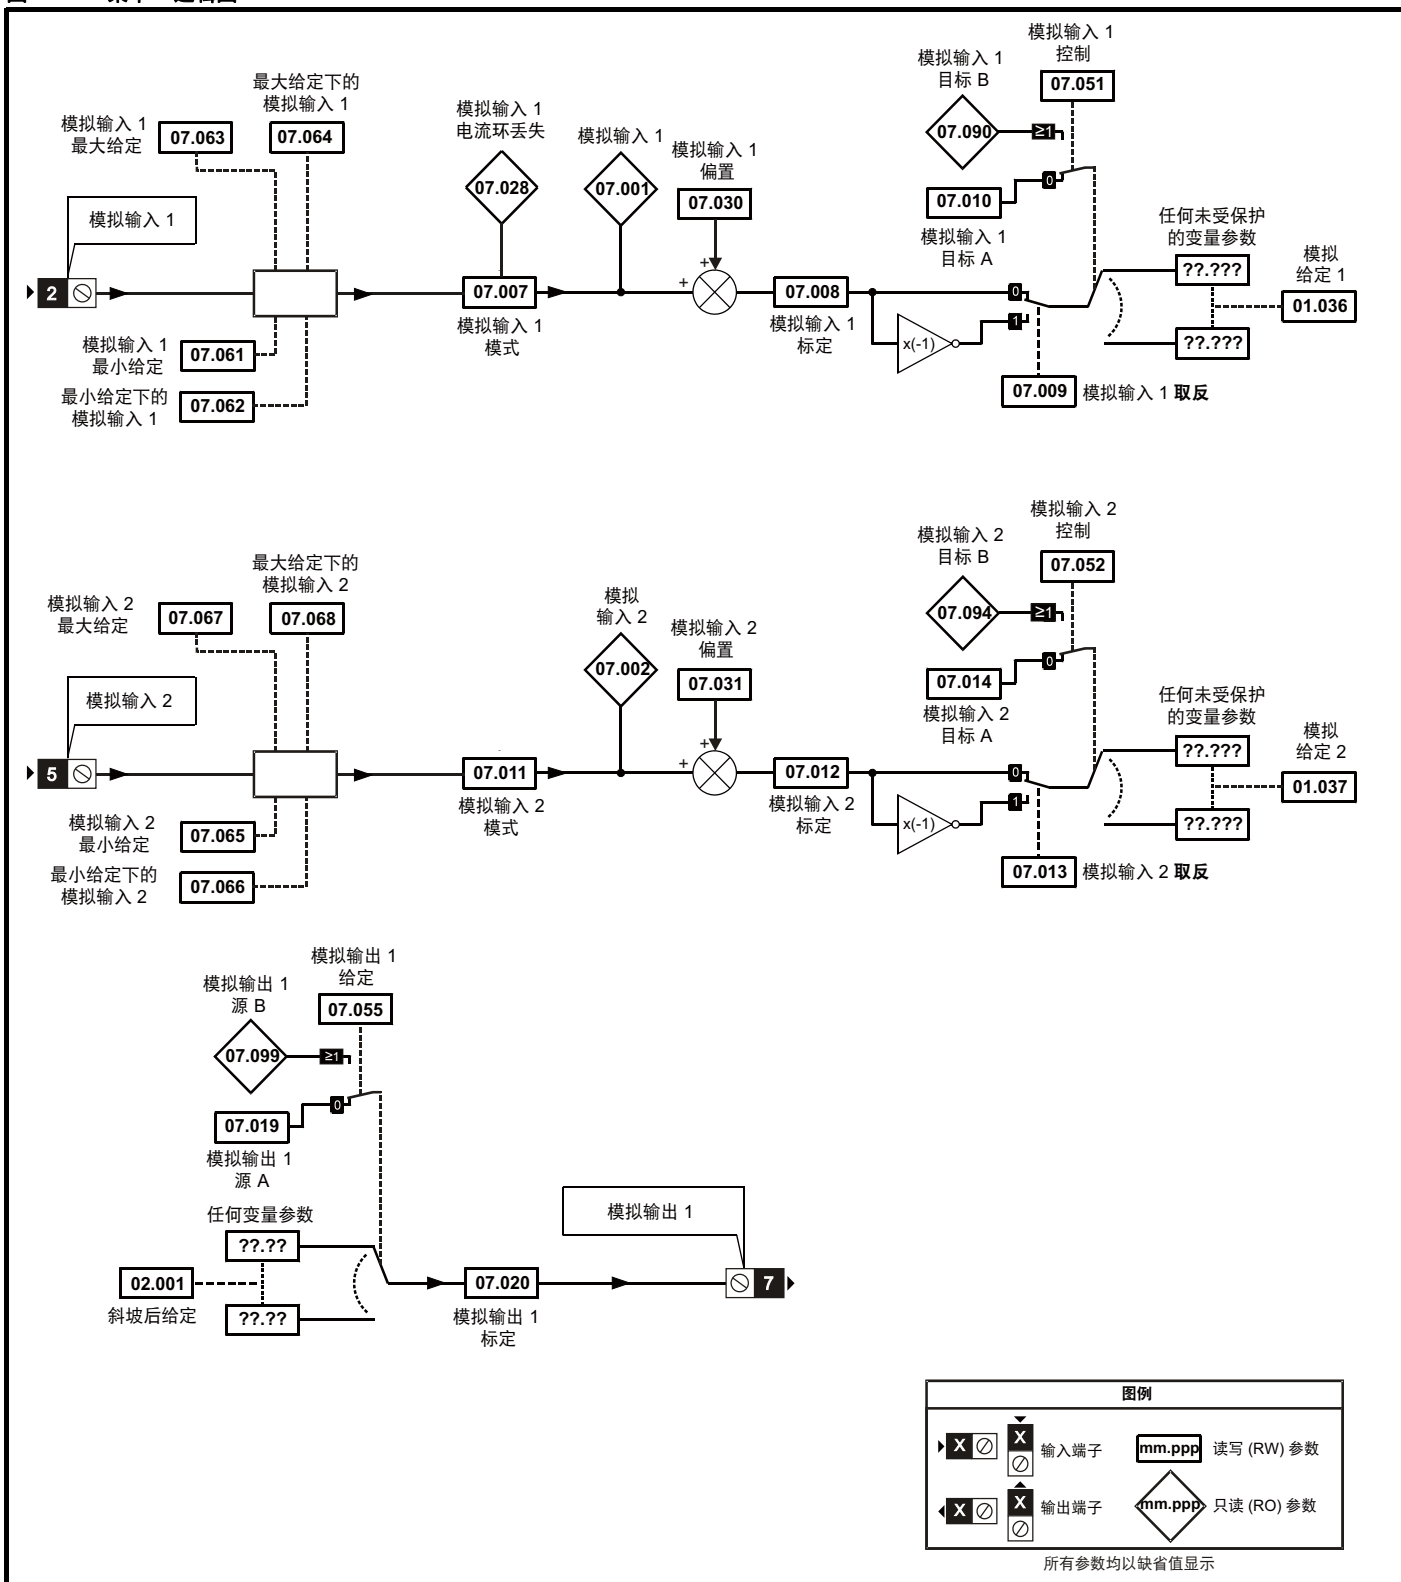 模拟输入 1
最大给定
07.063
最大给定下的
模拟输入 1
07.064
模拟输入 1
2
模拟输入 1
最小给定
07.061
最小给定下的
模拟输入 1
07.062
模拟输入 1
电流环丢失
07.028
07.007
模拟输入 1
模式
模拟输入 1
07.001
模拟输入 1
偏置
07.030
+
+
07.008
模拟输入 1
标定
x(-1)
模拟输入 1
目标 B
07.090
≥1
模拟输入 1
控制
07.051
0
07.010
模拟输入 1
目标 A
0
1
07.009
模拟输入 1 取反
任何未受保护
的变量参数
??.???
??.???
模拟
给定 1
01.036
模拟输入 2
最大给定
07.067
最大给定下的
模拟输入 2
07.068
模拟输入 2
5
模拟输入 2
最小给定
07.065
最小给定下的
模拟输入 2
07.066
07.011
模拟输入 2
模式
模拟
输入 2
07.002
模拟输入 2
偏置
07.031
+
+
07.012
模拟输入 2
标定
x(-1)
模拟输入 2
目标 B
07.094
≥1
模拟输入 2
控制
07.052
0
07.014
模拟输入 2
目标 A
0
1
07.013
模拟输入 2 取反
任何未受保护
的变量参数
??.???
??.???
模拟
给定 2
01.037
模拟输出 1
源 B
07.099
≥1
模拟输出 1
给定
07.055
0
07.019
模拟输出 1
源 A
任何变量参数
??.??
02.001
斜坡后给定
??.??
07.020
模拟输出 1
标定
模拟输出 1
7
图例
X
X
输入端子
mm.ppp
读写 (RW) 参数
X
X
输出端子
mm.ppp
只读 (RO) 参数
所有参数均以缺省值显示